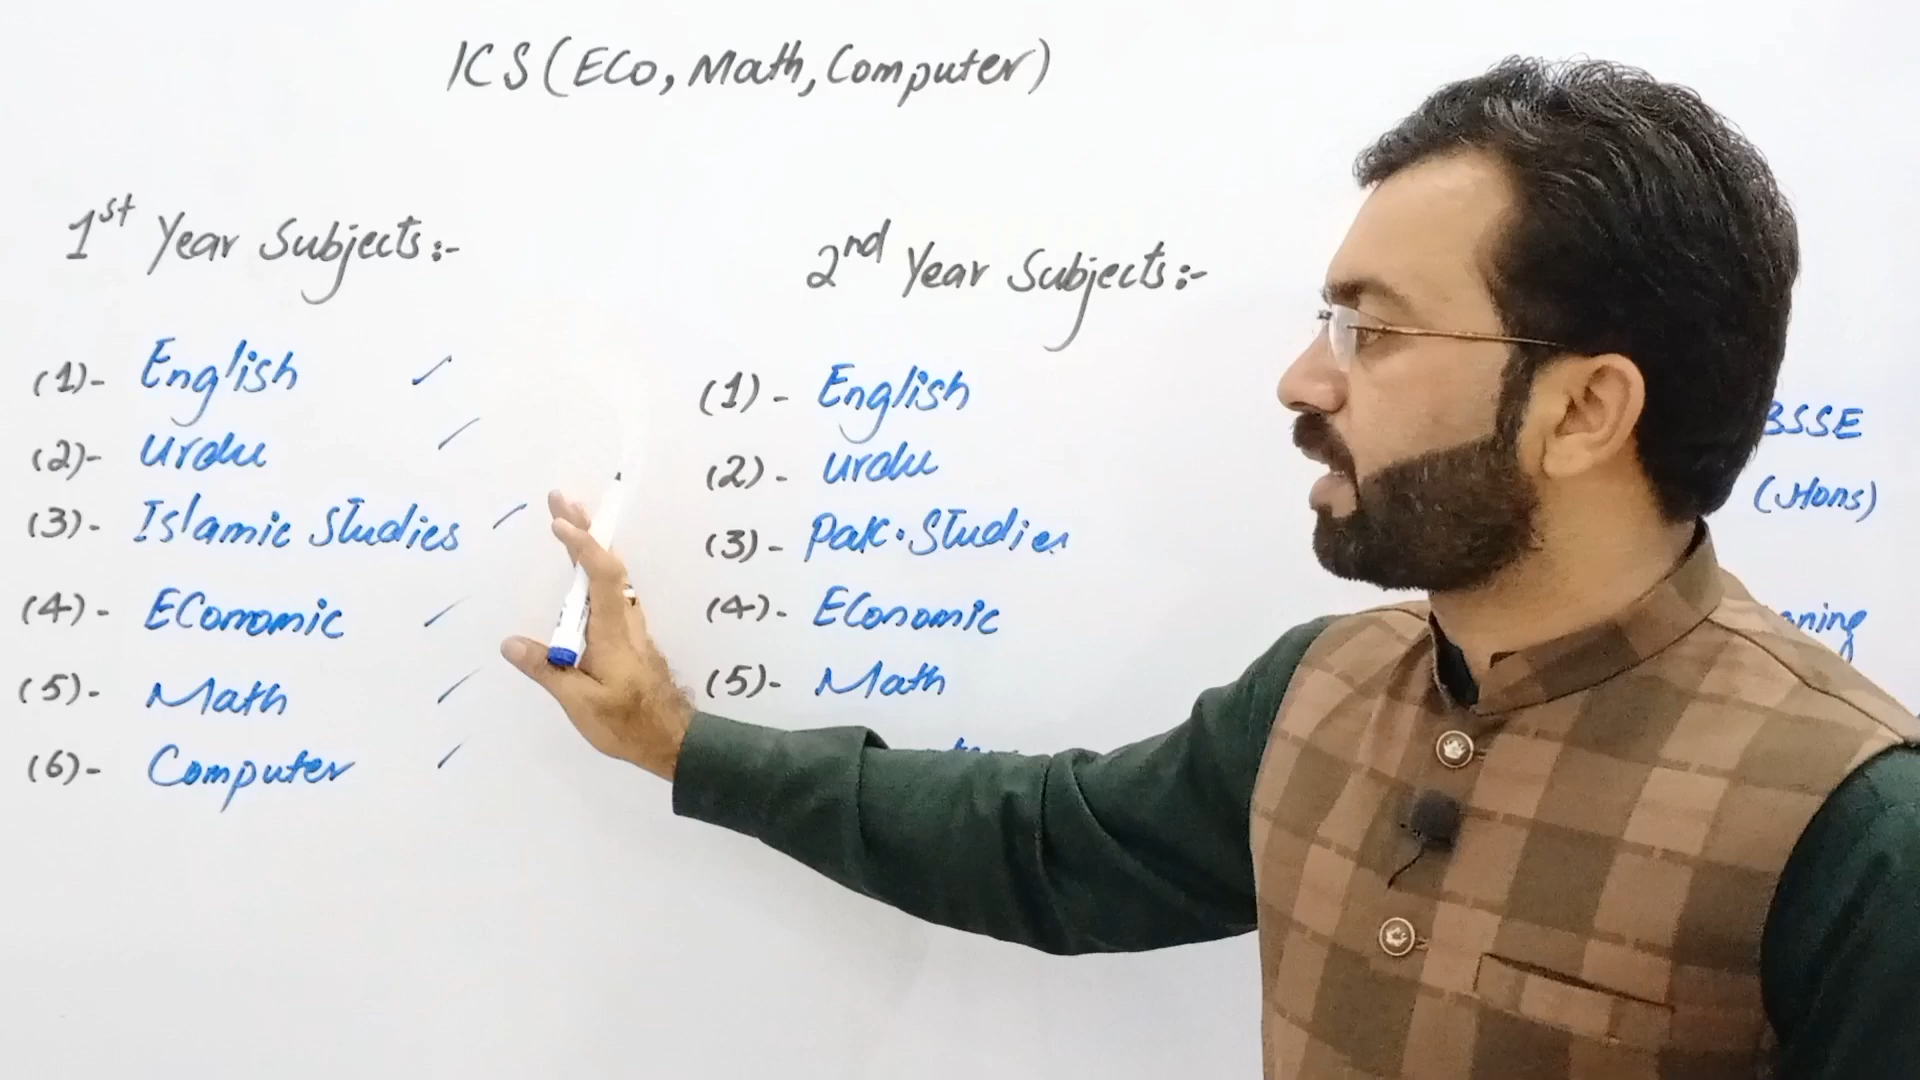 ICS (ECo, Math, Computer)
1st Year Subjects:-
(1)- English
(2)- Urdu
(3)- Islamic Studies
(4)- Economic
(5)- Math
(6)- Computer
2nd Year Subjects:-
(1)- English
(2)- Urdu
(3)- Pak. Studies
(4)- Economic
(5)- Math
BSSE
(Hons)